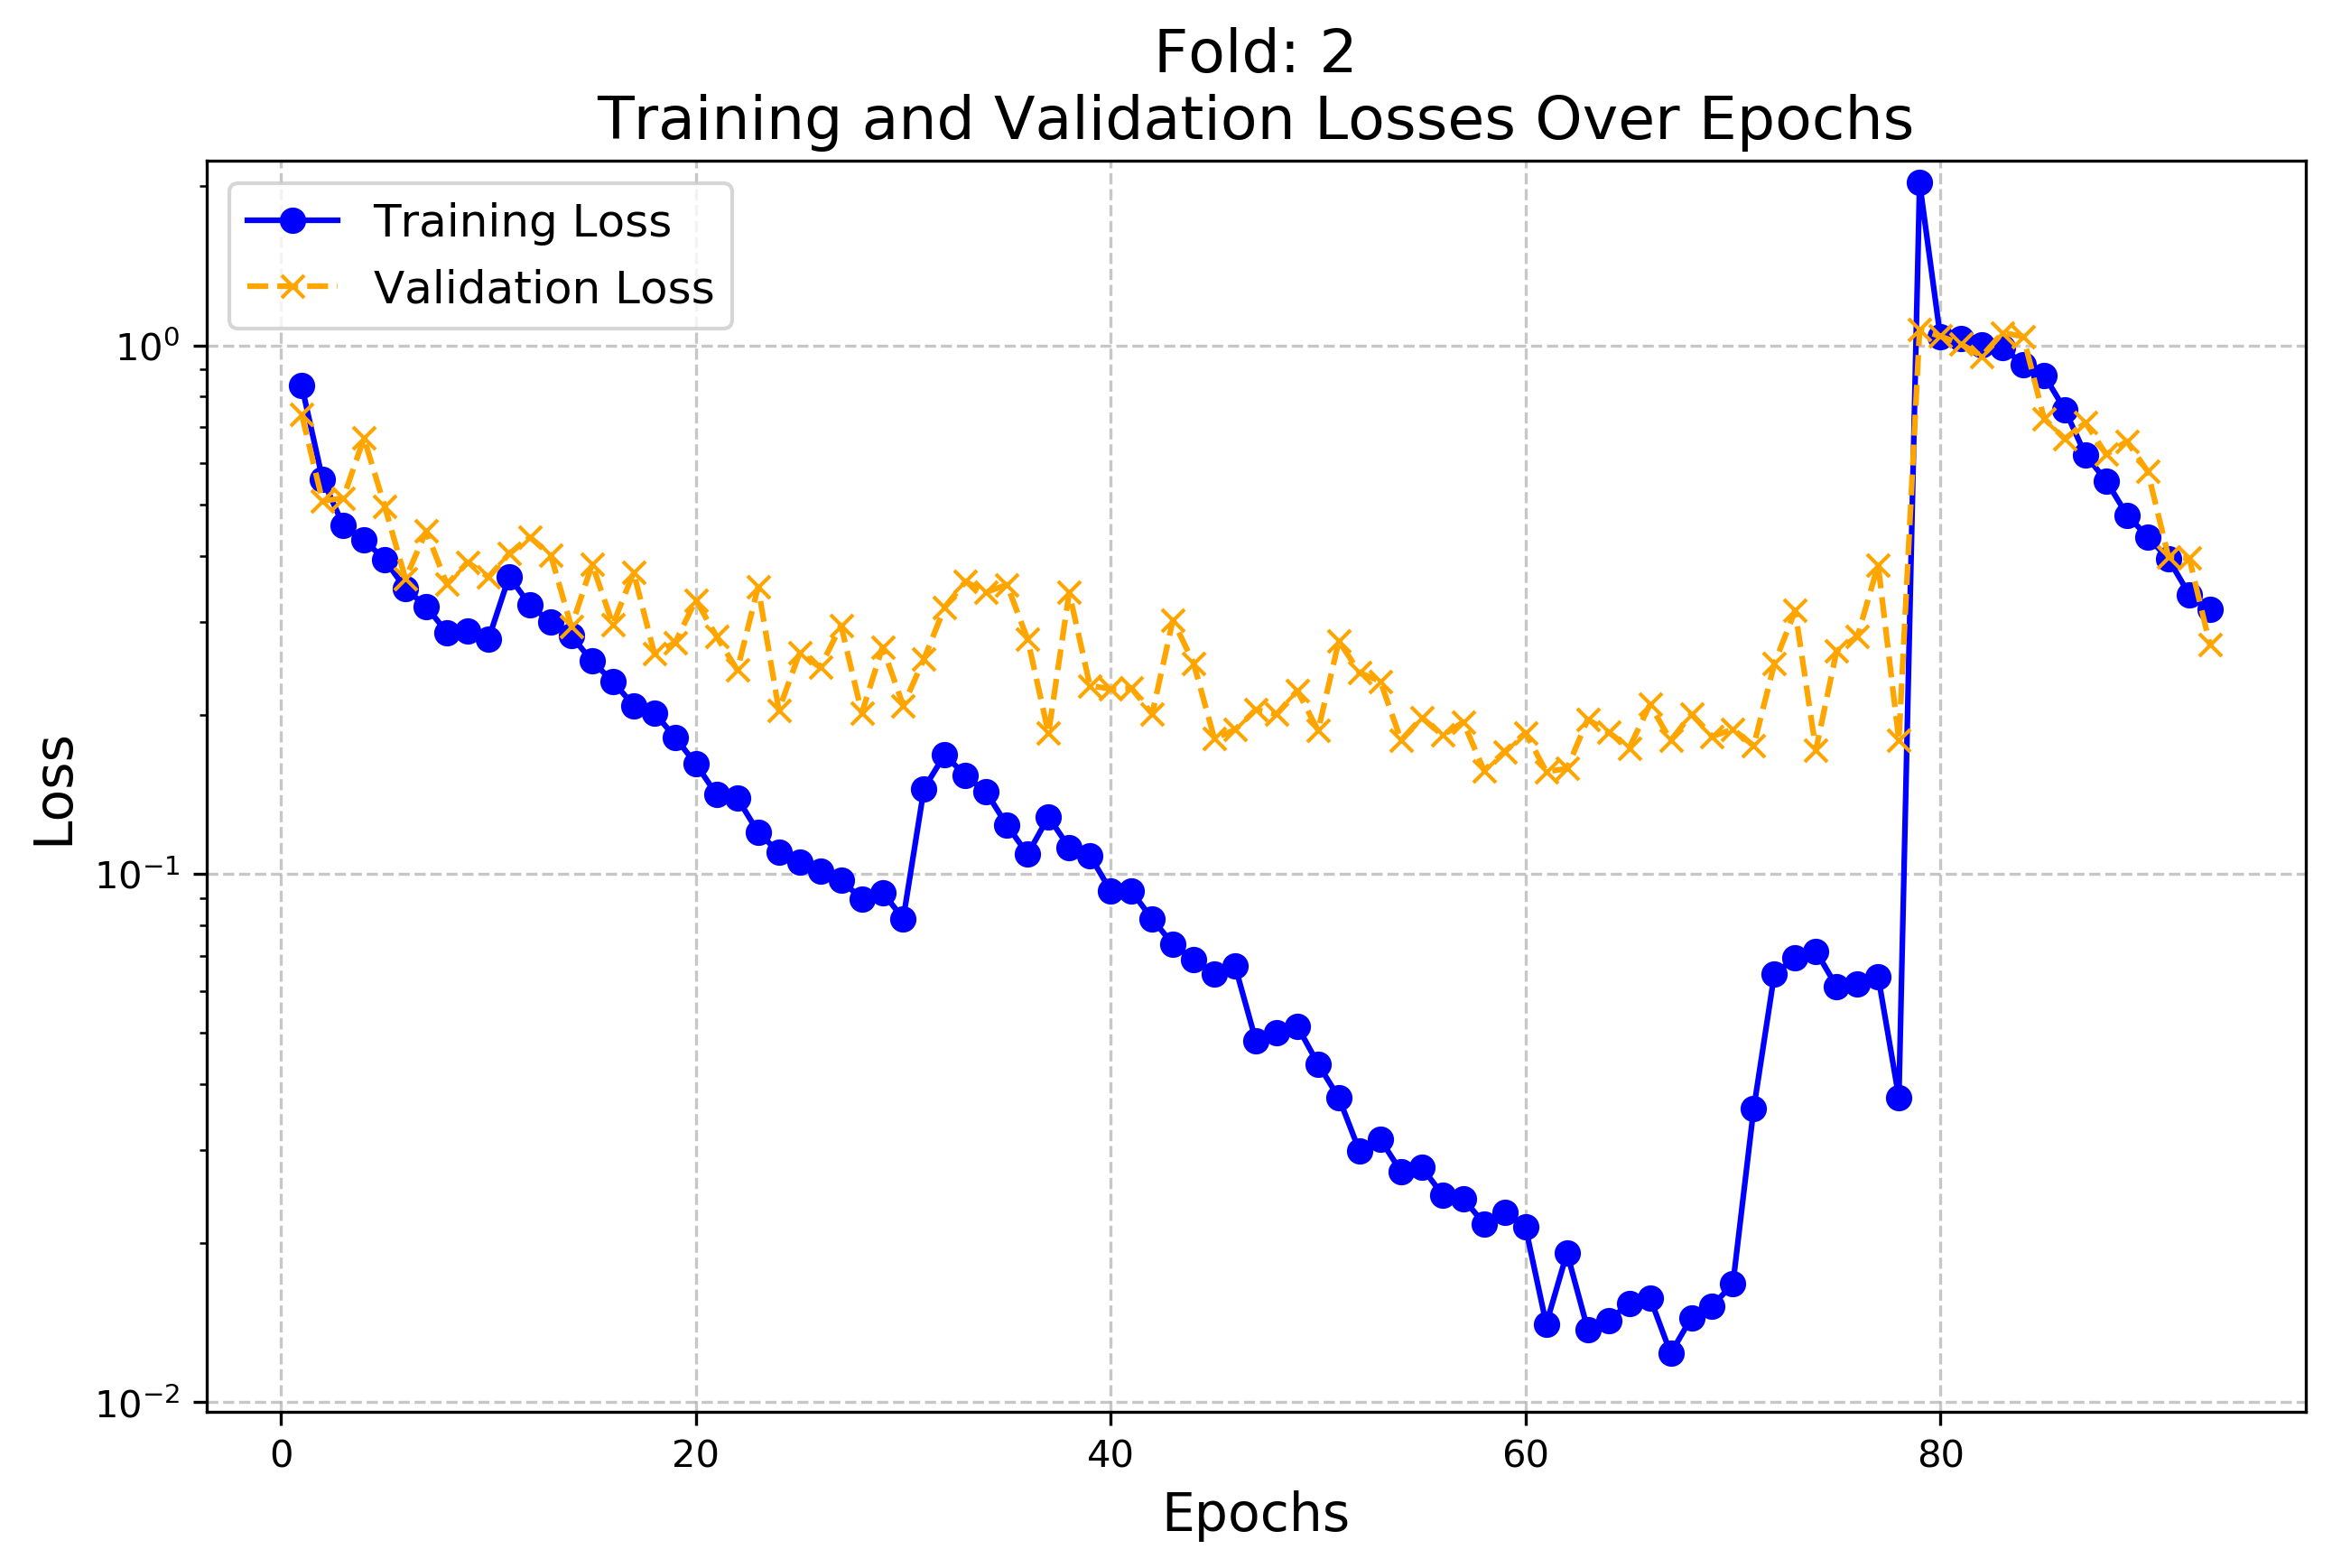 Fold: 2
Training and Validation Losses Over Epochs
Training Loss
Validation Loss
Loss
10⁰
10⁻¹
10⁻²
0 20 40 60 80
Epochs